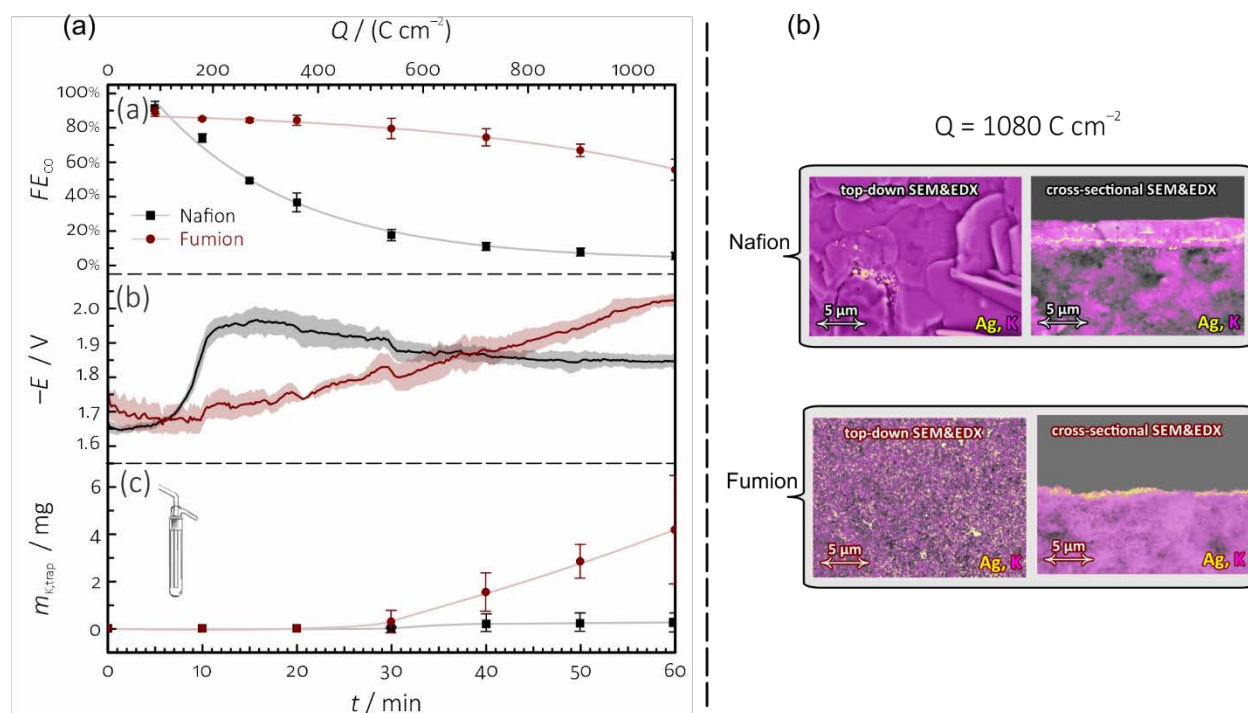 (a)
Q / (C cm⁻²)
0 200 400 600 800 1000
(a)
100%
80%
60%
40%
20%
0%
FE_CO
Nafion
Fumion
(b)
2.0
1.9
1.8
1.7
1.6
−E / V
(c)
6
4
2
0
m_K,trap / mg
0 10 20 30 40 50 60
t / min
(b)
Q = 1080 C cm⁻²
Nafion
top-down SEM&EDX
5 µm
Ag, K
cross-sectional SEM&EDX
5 µm
Ag, K
Fumion
top-down SEM&EDX
5 µm
Ag, K
cross-sectional SEM&EDX
5 µm
Ag, K